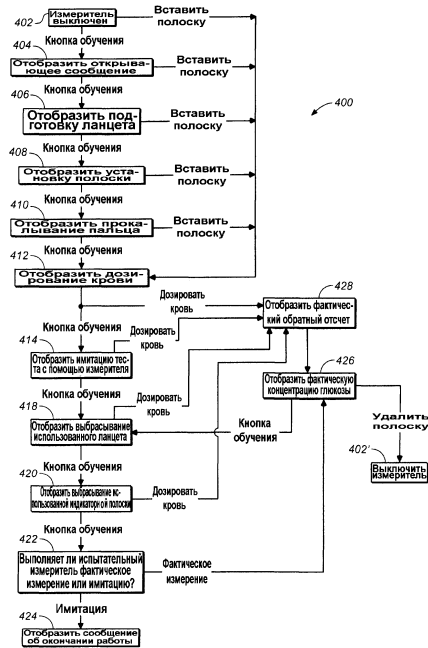 402
Измеритель
выключен
Вставить
полоску
Кнопка обучения
404
Отобразить откры-
вающее сообщение
Вставить
полоску
Кнопка обучения
406
Отобразить под-
готовку ланцета
Вставить
полоску
400
Кнопка обучения
408
Отобразить уста-
новку полоски
Вставить
полоску
Кнопка обучения
410
Отобразить прока-
лывание пальца
Вставить
полоску
Кнопка обучения
412
Отобразить дози-
рование крови
Дозировать
кровь
428
Отобразить фактичес-
кий обратный отсчет
Кнопка обучения
Дозировать
кровь
414
Отобразить имитацию тес-
та с помощью измерителя
426
Отобразить фактическую
концентрацию глюкозы
Кнопка обучения
Дозировать
кровь
418
Отобразить выбрасывание
использованного ланцета
Кнопка
обучения
Удалить
полоску
402'
Выключить
измеритель
Кнопка обучения
420
Отобразить выбрасывание ис-
пользованной индикаторной полоски
Дозировать
кровь
Кнопка обучения
422
Выполняет ли испытательный
измеритель фактическое
измерение или имитацию?
Фактическое
измерение
Имитация
424
Отобразить сообщение
об окончании работы